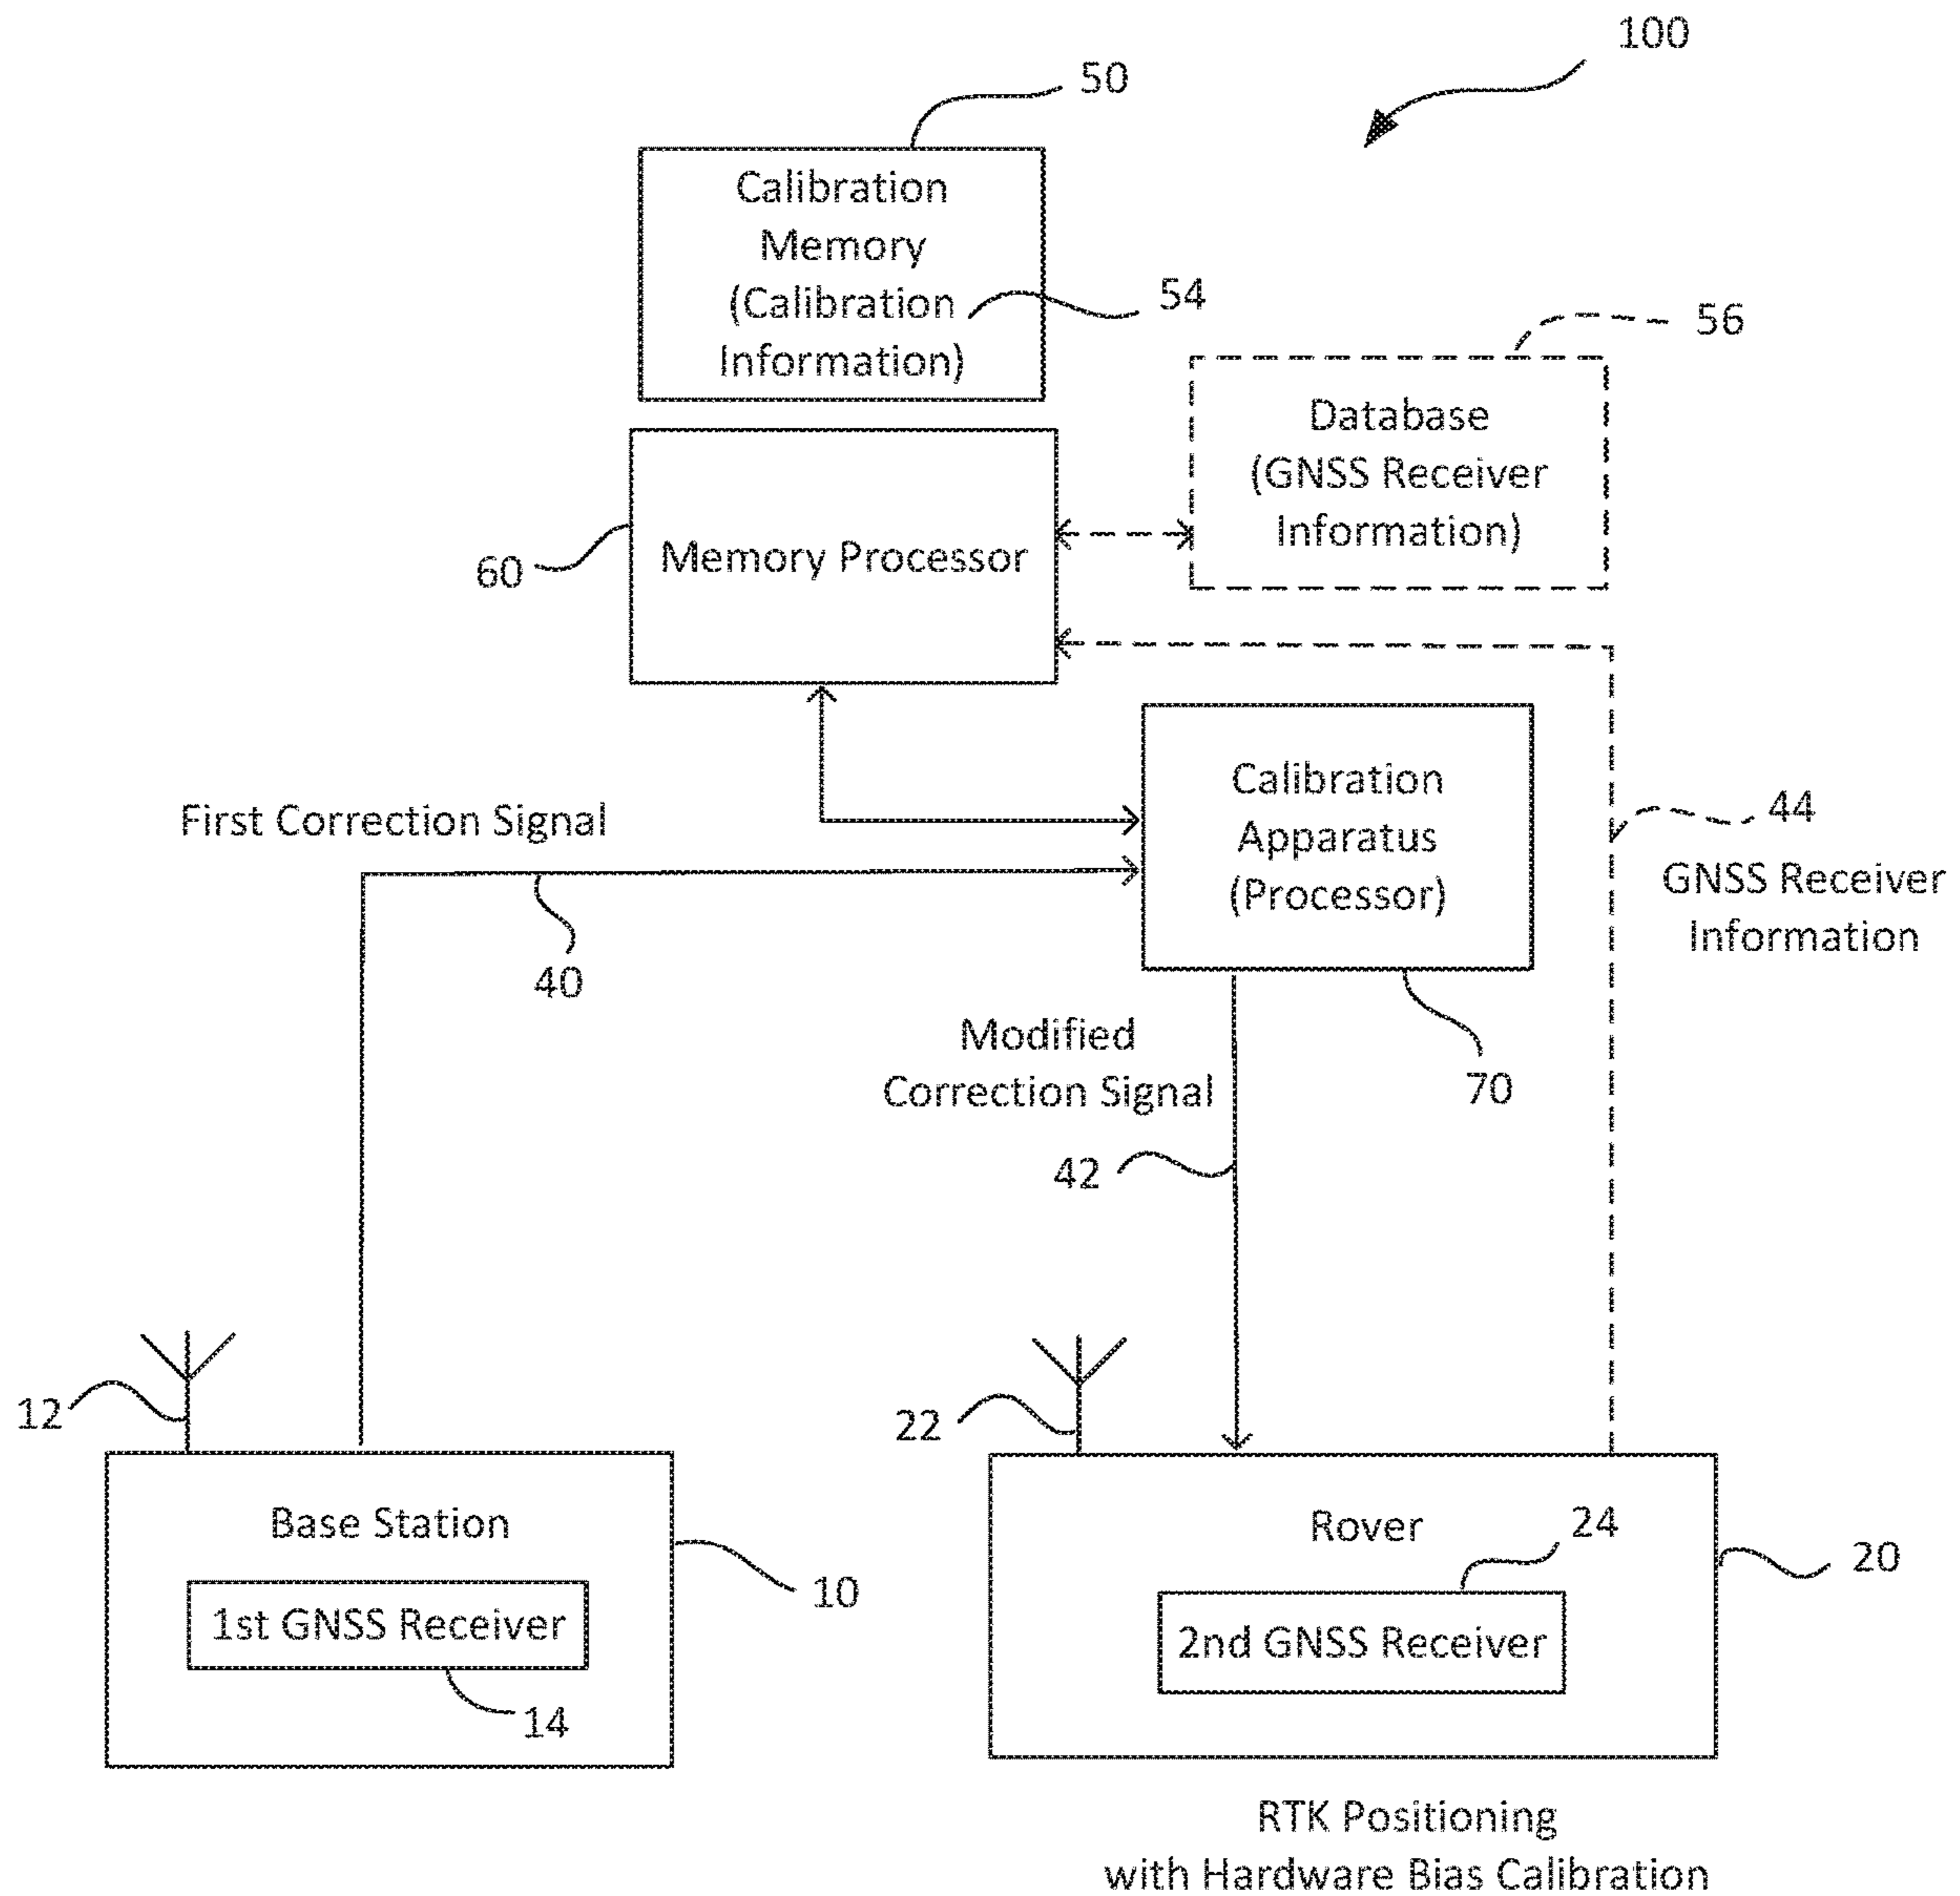 100
50
Calibration
Memory
(Calibration
Information)
54
56
Database
(GNSS Receiver
Information)
Memory Processor
60
Calibration
Apparatus
(Processor)
First Correction Signal
44
GNSS Receiver
Information
40
Modified
Correction Signal
70
42
12
22
Base Station
10
1st GNSS Receiver
14
Rover
24
20
2nd GNSS Receiver
RTK Positioning
with Hardware Bias Calibration